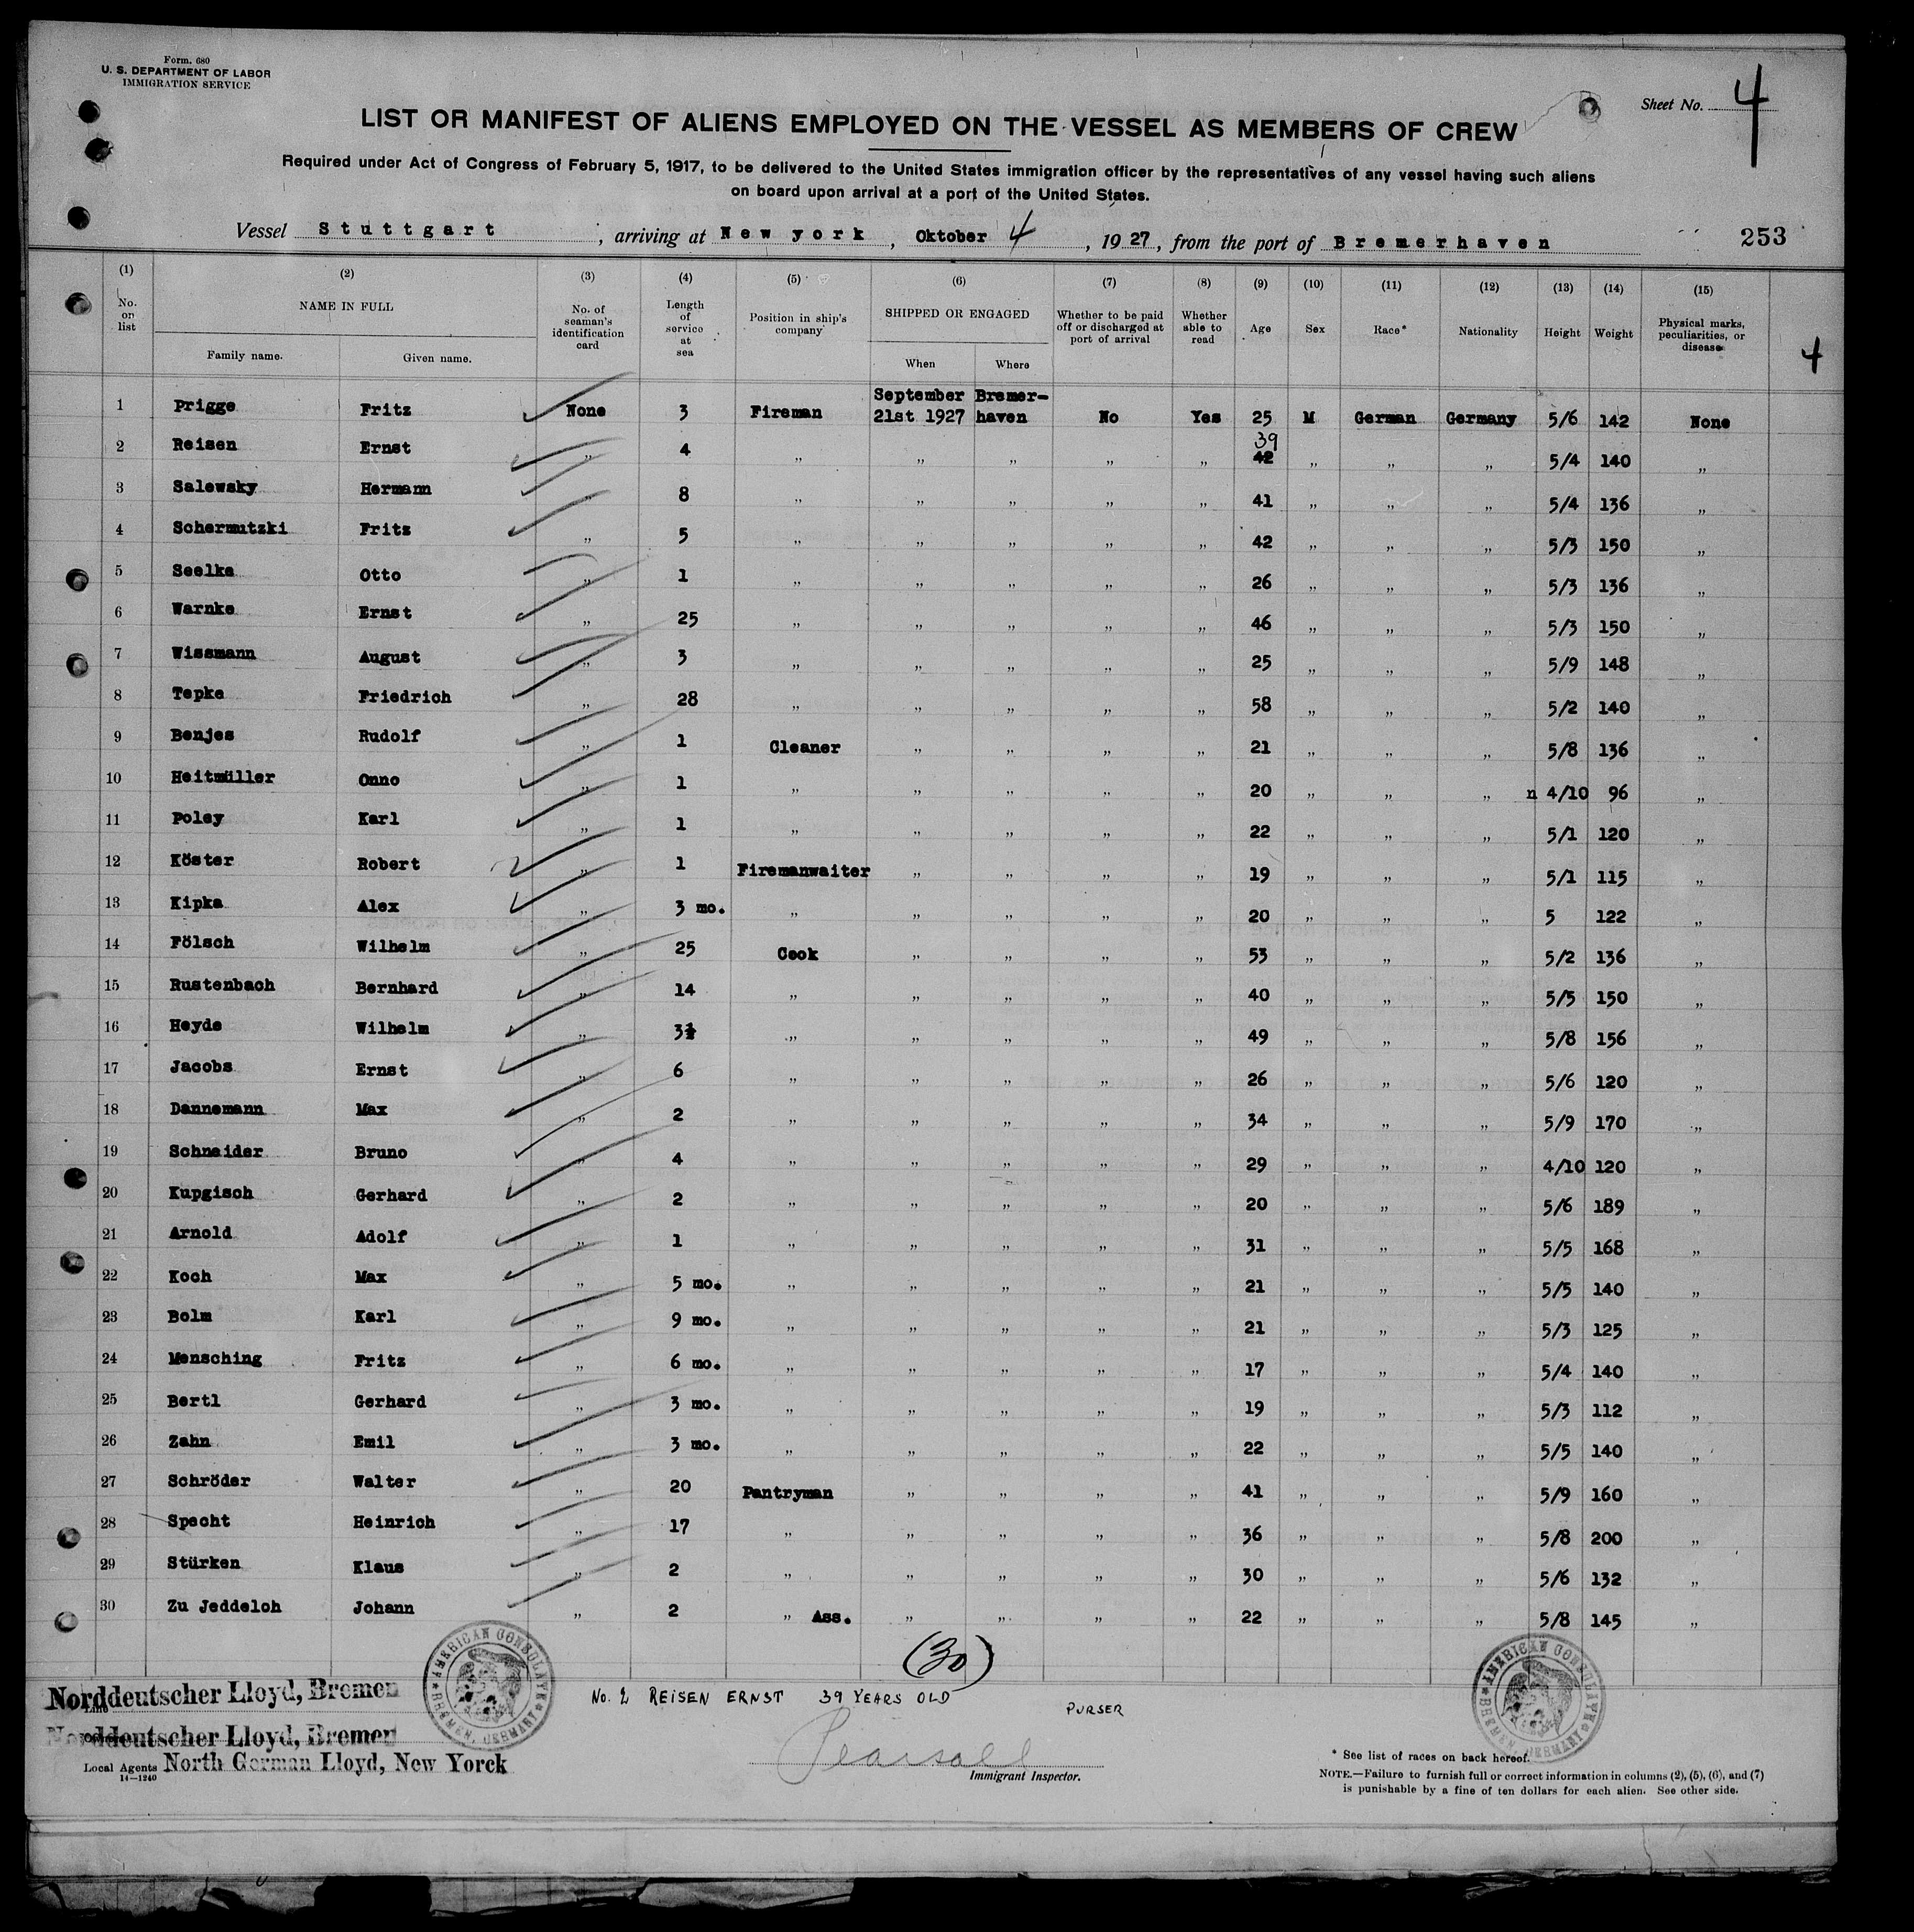 Form. 680
U. S. DEPARTMENT OF LABOR
IMMIGRATION SERVICE
Sheet No. 4
LIST OR MANIFEST OF ALIENS EMPLOYED ON THE VESSEL AS MEMBERS OF CREW
Required under Act of Congress of February 5, 1917, to be delivered to the United States immigration officer by the representatives of any vessel having such aliens
on board upon arrival at a port of the United States.
Vessel Stuttgart, arriving at New york, Oktober 4, 1927, from the port of Bremerhaven 253
(1) No. on list (2) NAME IN FULL Family name. Given name. (3) No. of seaman's identification card (4) Length of service at sea (5) Position in ship's company (6) SHIPPED OR ENGAGED When Where (7) Whether to be paid off or discharged at port of arrival (8) Whether able to read (9) Age (10) Sex (11) Race* (12) Nationality (13) Height (14) Weight (15) Physical marks, peculiarities, or disease
4
1 Prigge Fritz None 3 Fireman September 21st 1927 Bremer-haven No Yes 25 M German Germany 5/6 142 None
2 Reisen Ernst „ 4 „ „ „ „ „ 39 42 „ „ „ 5/4 140 „
3 Salewsky Hermann „ 8 „ „ „ „ „ 41 „ „ „ 5/4 136 „
4 Schermutzki Fritz „ 5 „ „ „ „ „ 42 „ „ „ 5/3 150 „
5 Seelka Otto „ 1 „ „ „ „ „ 26 „ „ „ 5/3 136 „
6 Warnke Ernst „ 25 „ „ „ „ „ 46 „ „ „ 5/3 150 „
7 Wissmann August „ 3 „ „ „ „ „ 25 „ „ „ 5/9 148 „
8 Tepke Friedrich „ 28 „ „ „ „ „ 58 „ „ „ 5/2 140 „
9 Benjes Rudolf „ 1 Cleaner „ „ „ „ 21 „ „ „ 5/8 136 „
10 Heitmüller Onno „ 1 „ „ „ „ „ 20 „ „ „ n 4/10 96 „
11 Poley Karl „ 1 „ „ „ „ „ 22 „ „ „ 5/1 120 „
12 Köster Robert „ 1 Firemanwaiter „ „ „ „ 19 „ „ „ 5/1 115 „
13 Kipka Alex „ 3 mo. „ „ „ „ „ 20 „ „ „ 5 122 „
14 Fölsch Wilhelm „ 25 Cook „ „ „ „ 53 „ „ „ 5/2 136 „
15 Rustenbach Bernhard „ 14 „ „ „ „ „ 40 „ „ „ 5/5 150 „
16 Heyde Wilhelm „ 3½ „ „ „ „ „ 49 „ „ „ 5/8 156 „
17 Jacobs Ernst „ 6 „ „ „ „ „ 26 „ „ „ 5/6 120 „
18 Dannemann Max „ 2 „ „ „ „ „ 34 „ „ „ 5/9 170 „
19 Schneider Bruno „ 4 „ „ „ „ „ 29 „ „ „ 4/10 120 „
20 Kupgisch Gerhard „ 2 „ „ „ „ „ 20 „ „ „ 5/6 189 „
21 Arnold Adolf „ 1 „ „ „ „ „ 31 „ „ „ 5/5 168 „
22 Koch Max „ 5 mo. „ „ „ „ „ 21 „ „ „ 5/5 140 „
23 Bolm Karl „ 9 mo. „ „ „ „ „ 21 „ „ „ 5/3 125 „
24 Mensching Fritz „ 6 mo. „ „ „ „ „ 17 „ „ „ 5/4 140 „
25 Bertl Gerhard „ 3 mo. „ „ „ „ „ 19 „ „ „ 5/3 112 „
26 Zahn Emil „ 3 mo. „ „ „ „ „ 22 „ „ „ 5/5 140 „
27 Schröder Walter „ 20 Pantryman „ „ „ „ 41 „ „ „ 5/9 160 „
28 Specht Heinrich „ 17 „ „ „ „ „ 36 „ „ „ 5/8 200 „
29 Stürken Klaus „ 2 „ „ „ „ „ 30 „ „ „ 5/6 132 „
30 Zu Jeddeloh Johann „ 2 „ Ass. „ „ „ „ 22 „ „ „ 5/8 145 „
(30)
AMERICAN CONSULATE BREMEN, GERMANY
AMERICAN CONSULATE BREMEN, GERMANY
Line Norddeutscher Lloyd, Bremen
No. 2 REISEN ERNST 39 YEARS OLD PURSER
Owners Norddeutscher Lloyd, Bremen
Local Agents North German Lloyd, New Yorck
14—1240
Pearsall
Immigrant Inspector.
* See list of races on back hereof.
NOTE.—Failure to furnish full or correct information in columns (2), (5), (6), and (7)
is punishable by a fine of ten dollars for each alien. See other side.